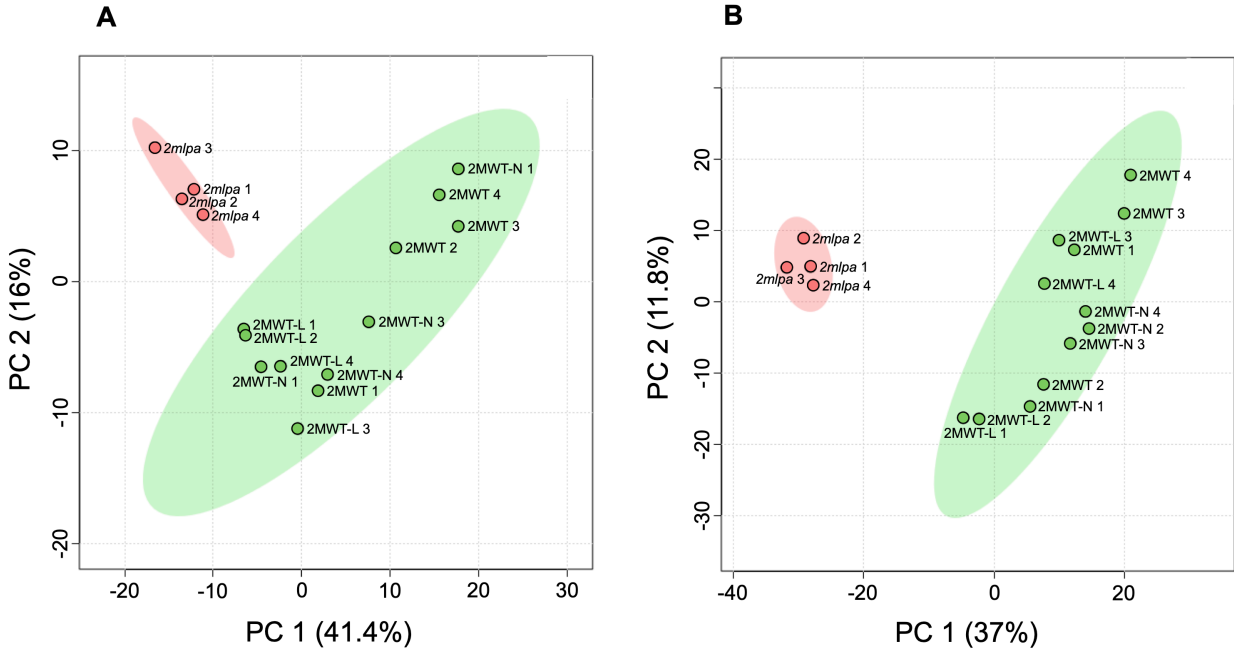 A
10
0
-10
-20
-20
-10
0
10
20
30
PC 2 (16%)
PC 1 (41.4%)
2mlpa 3
2mlpa 1
2mlpa 2
2mlpa 4
2MWT-N 1
2MWT 4
2MWT 3
2MWT 2
2MWT-N 3
2MWT-L 1
2MWT-L 2
2MWT-L 4
2MWT-N 1
2MWT-N 4
2MWT 1
2MWT-L 3
B
20
10
0
-10
-20
-30
-40
-20
0
20
PC 2 (11.8%)
PC 1 (37%)
2mlpa 2
2mlpa 1
2mlpa 3
2mlpa 4
2MWT 4
2MWT 3
2MWT-L 3
2MWT 1
2MWT-L 4
2MWT-N 4
2MWT-N 2
2MWT-N 3
2MWT 2
2MWT-N 1
2MWT-L 2
2MWT-L 1